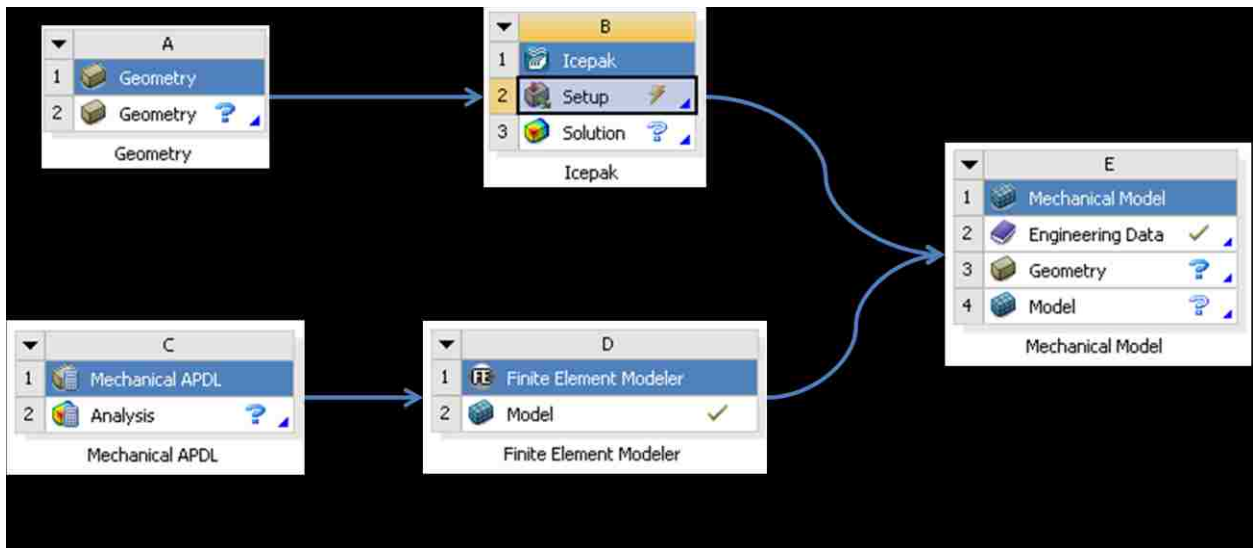 A
1 Geometry
2 Geometry ?
Geometry
B
1 Icepak
2 Setup
3 Solution ?
Icepak
C
1 Mechanical APDL
2 Analysis ?
Mechanical APDL
D
1 FE Finite Element Modeler
2 Model
Finite Element Modeler
E
1 Mechanical Model
2 Engineering Data
3 Geometry ?
4 Model ?
Mechanical Model